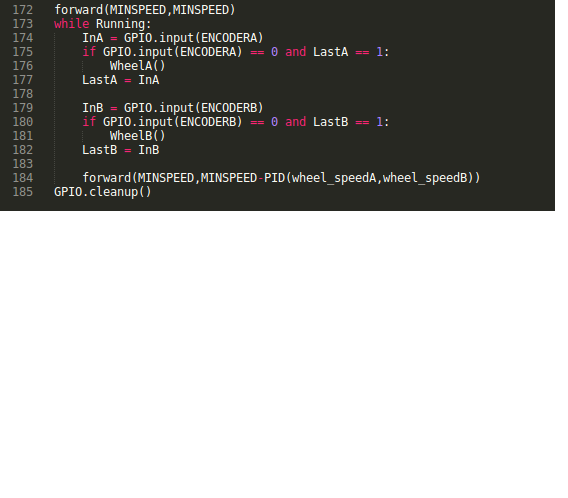 172 forward(MINSPEED,MINSPEED)
173 while Running:
174     InA = GPIO.input(ENCODERA)
175     if GPIO.input(ENCODERA) == 0 and LastA == 1:
176         WheelA()
177     LastA = InA
178
179     InB = GPIO.input(ENCODERB)
180     if GPIO.input(ENCODERB) == 0 and LastB == 1:
181         WheelB()
182     LastB = InB
183
184     forward(MINSPEED,MINSPEED-PID(wheel_speedA,wheel_speedB))
185 GPIO.cleanup()